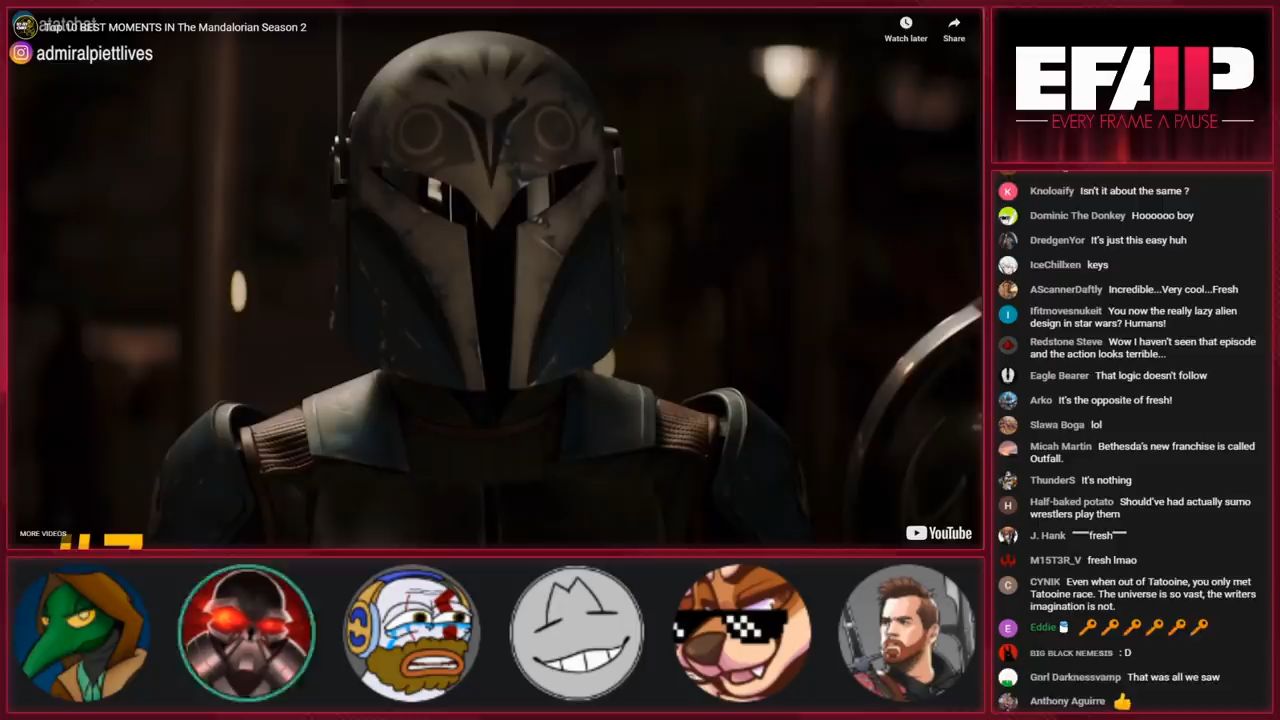 Top 10 BEST MOMENTS IN The Mandalorian Season 2
admiralpiettlives
Watch later
Share
MORE VIDEOS
#7
YouTube
EFAP
EVERY FRAME A PAUSE
Knoloaify Isn't it about the same ?
Dominic The Donkey Hoooooo boy
DredgenYor It's just this easy huh
IceChillxen keys
AScannerDaftly Incredible...Very cool...Fresh
Ifitmovesnukeit You now the really lazy alien
design in star wars? Humans!
Redstone Steve Wow I haven't seen that episode
and the action looks terrible...
Eagle Bearer That logic doesn't follow
Arko It's the opposite of fresh!
Slawa Boga lol
Micah Martin Bethesda's new franchise is called
Outfall.
ThunderS It's nothing
Half-baked potato Should've had actually sumo
wrestlers play them
J. Hank """"fresh""""
M15T3R_V fresh lmao
CYNIK Even when out of Tatooine, you only met
Tatooine race. The universe is so vast, the writers
imagination is not.
Eddie
BIG BLACK NEMESIS : D
Gnrl Darknessvamp That was all we saw
Anthony Aguirre